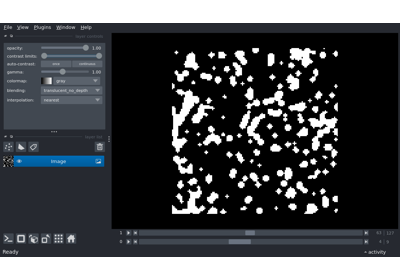 File View Plugins Window Help
opacity: 1.00
contrast limits:
auto-contrast: once continuous
gamma: 1.00
colormap: gray
blending: translucent_no_depth
interpolation: nearest
Image
1
0
activity